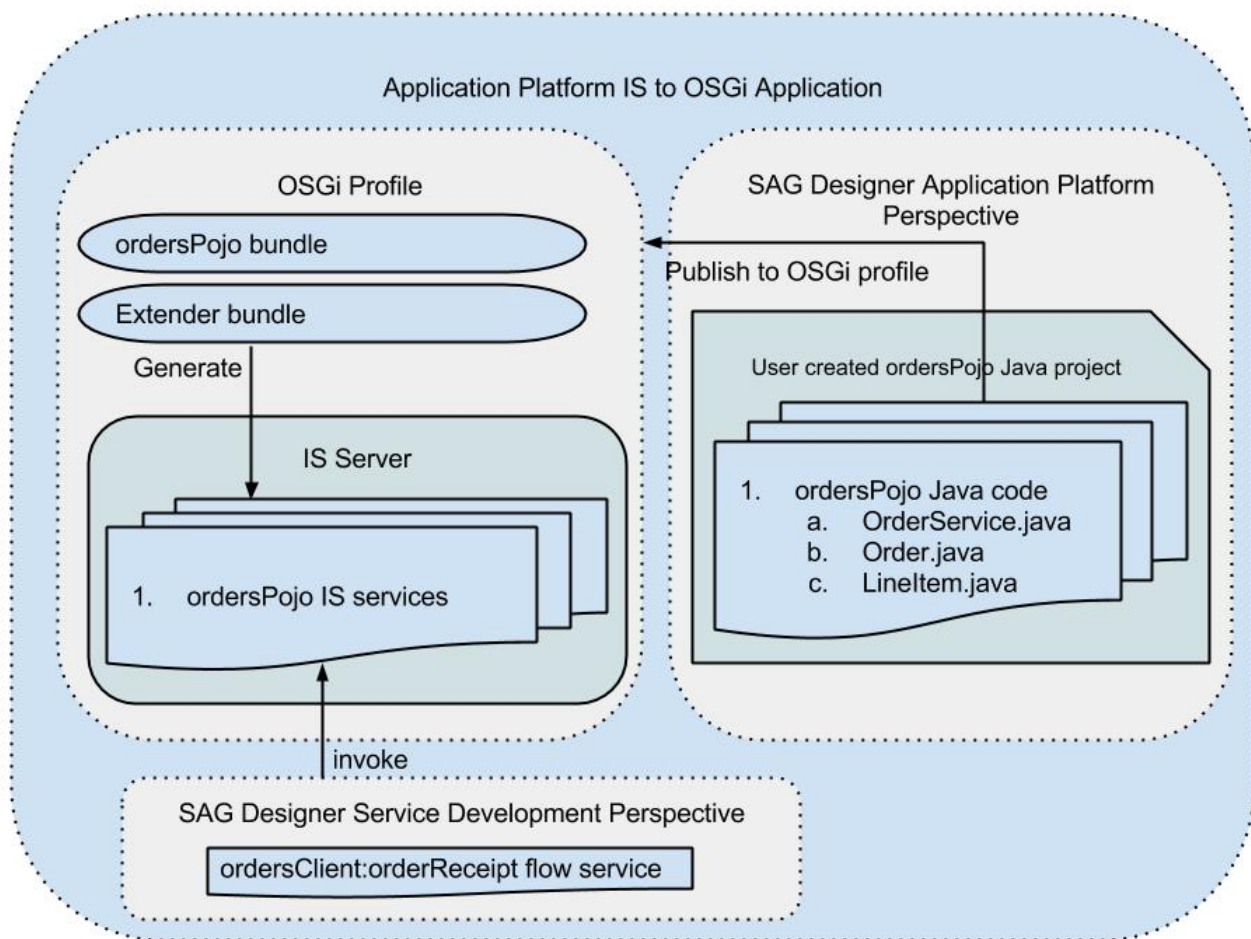 Application Platform IS to OSGi Application
OSGi Profile
ordersPojo bundle
Extender bundle
Generate
IS Server
1. ordersPojo IS services
invoke
SAG Designer Service Development Perspective
ordersClient:orderReceipt flow service
SAG Designer Application Platform
Perspective
Publish to OSGi profile
User created ordersPojo Java project
1. ordersPojo Java code
a. OrderService.java
b. Order.java
c. LineItem.java